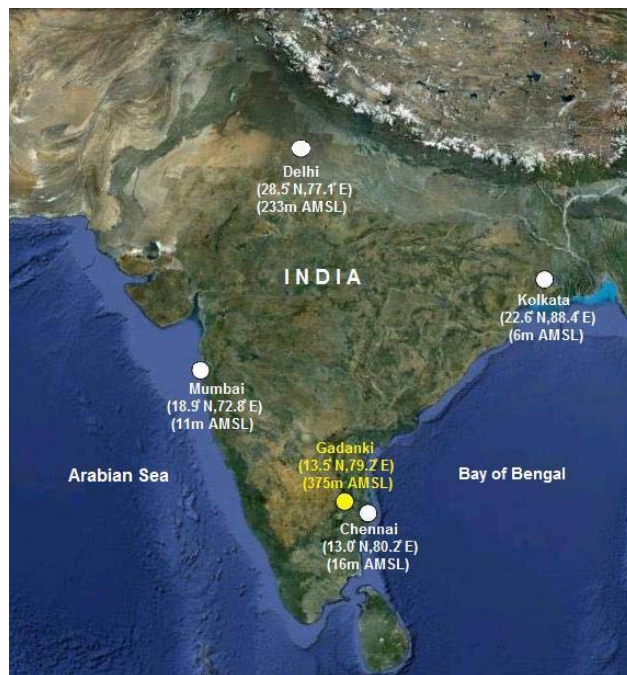 Delhi
(28.5°N,77.1°E)
(233m AMSL)
INDIA
Kolkata
(22.6°N,88.4°E)
(6m AMSL)
Mumbai
(18.9°N,72.8°E)
(11m AMSL)
Gadanki
(13.5°N,79.2°E)
(375m AMSL)
Arabian Sea
Bay of Bengal
Chennai
(13.0°N,80.2°E)
(16m AMSL)